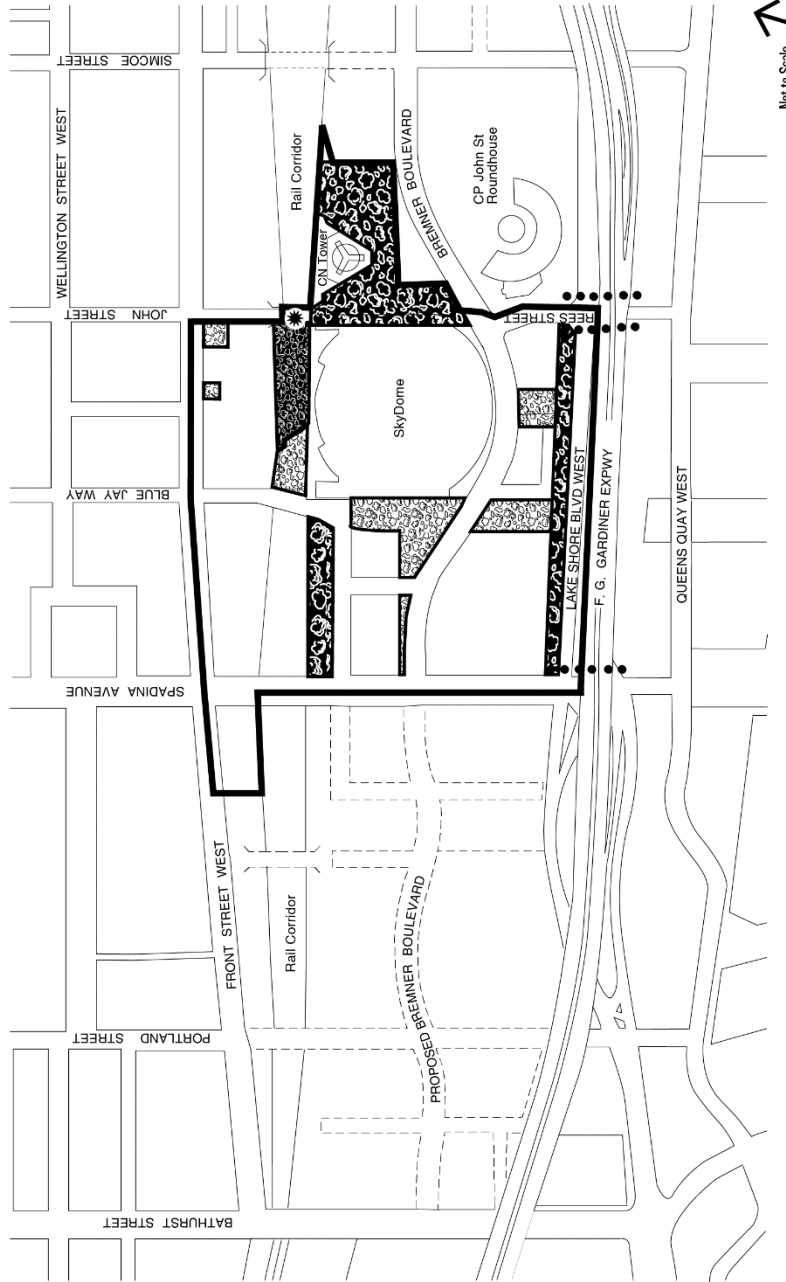 SIMCOE STREET
WELLINGTON STREET WEST
Rail Corridor
BREMNER BOULEVARD
CP John St
Roundhouse
CN Tower
JOHN STREET
REES STREET
SkyDome
BLUE JAY WAY
LAKE SHORE BLVD WEST
F. G. GARDINER EXPWY
QUEENS QUAY WEST
SPADINA AVENUE
FRONT STREET WEST
Rail Corridor
PROPOSED BREMNER BOULEVARD
PORTLAND STREET
BATHURST STREET
Not to Scale